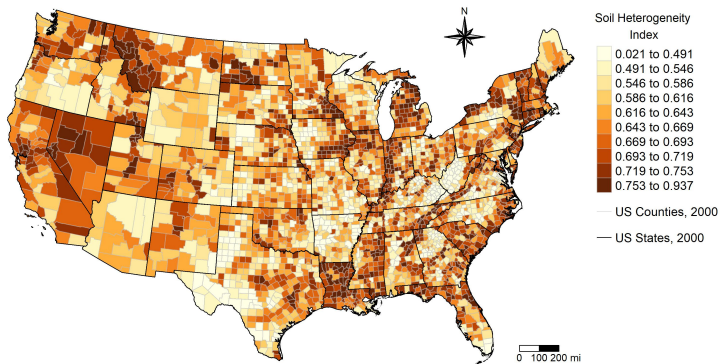 N
Soil Heterogeneity
Index
0.021 to 0.491
0.491 to 0.546
0.546 to 0.586
0.586 to 0.616
0.616 to 0.643
0.643 to 0.669
0.669 to 0.693
0.693 to 0.719
0.719 to 0.753
0.753 to 0.937
US Counties, 2000
US States, 2000
0 100 200 mi